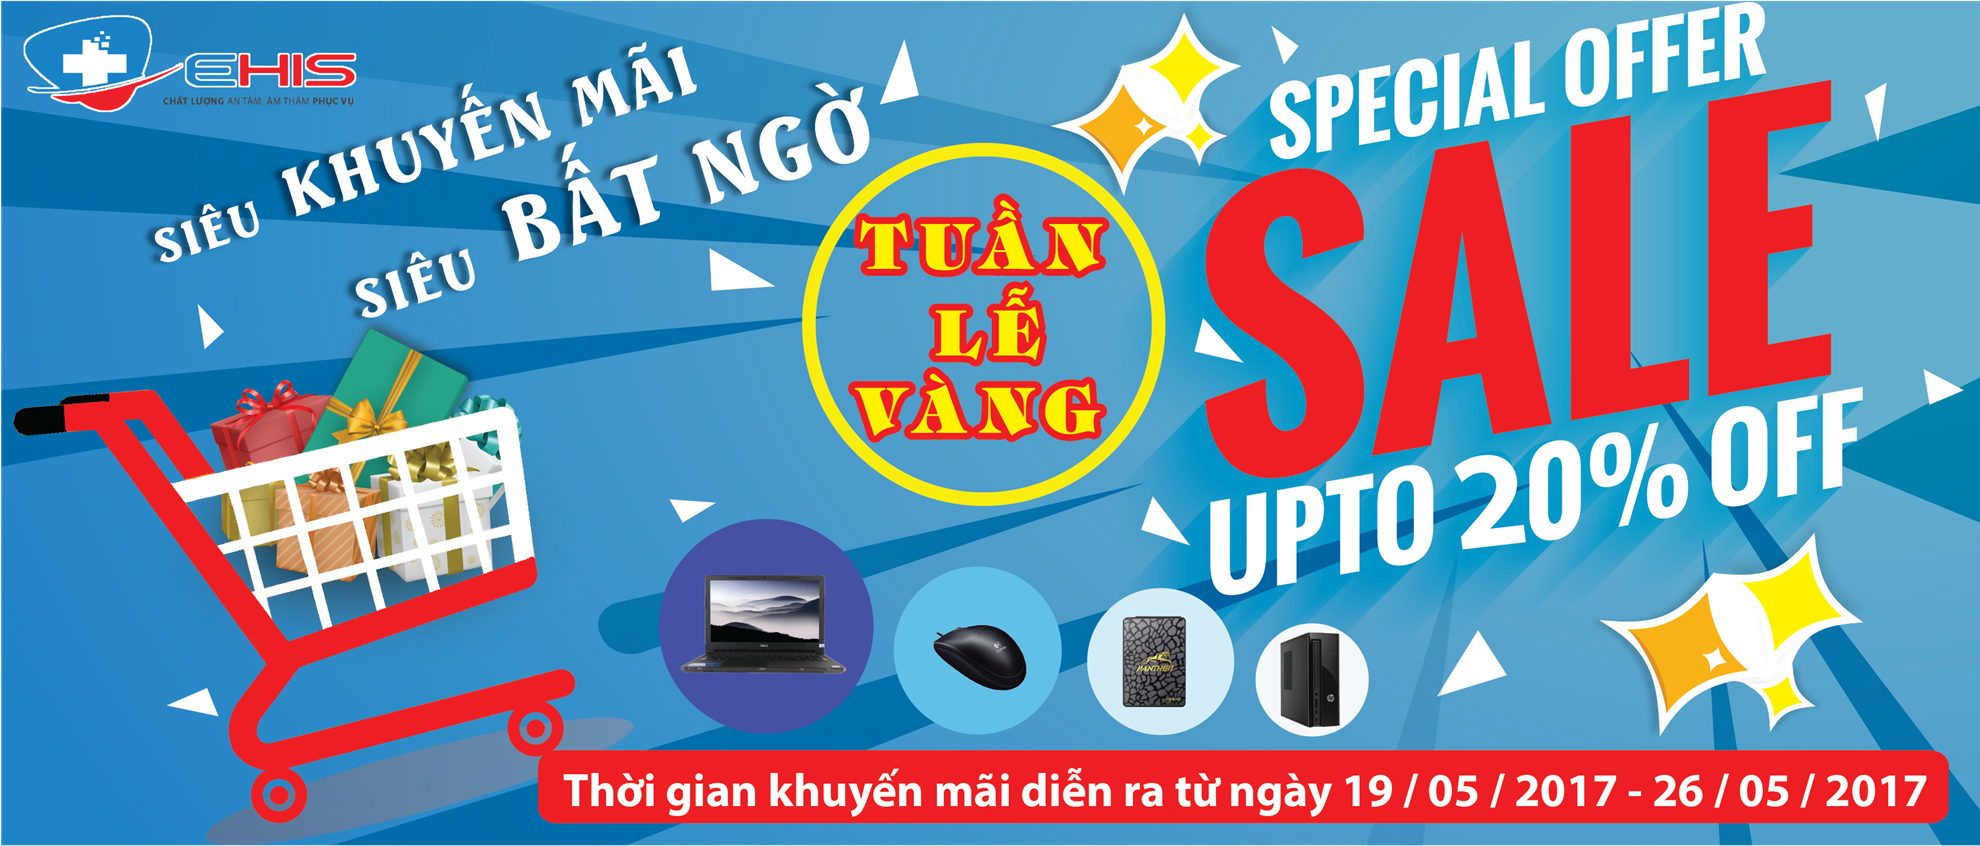 EHIS
CHẤT LƯỢNG AN TÂM, ÂM THẦM PHỤC VỤ
SIÊU KHUYẾN MÃI
SIÊU BẤT NGỜ
TUẦN
LỄ
VÀNG
SPECIAL OFFER
SALE
UPTO 20% OFF
PANTHER
Thời gian khuyến mãi diễn ra từ ngày 19 / 05 / 2017 - 26 / 05 / 2017